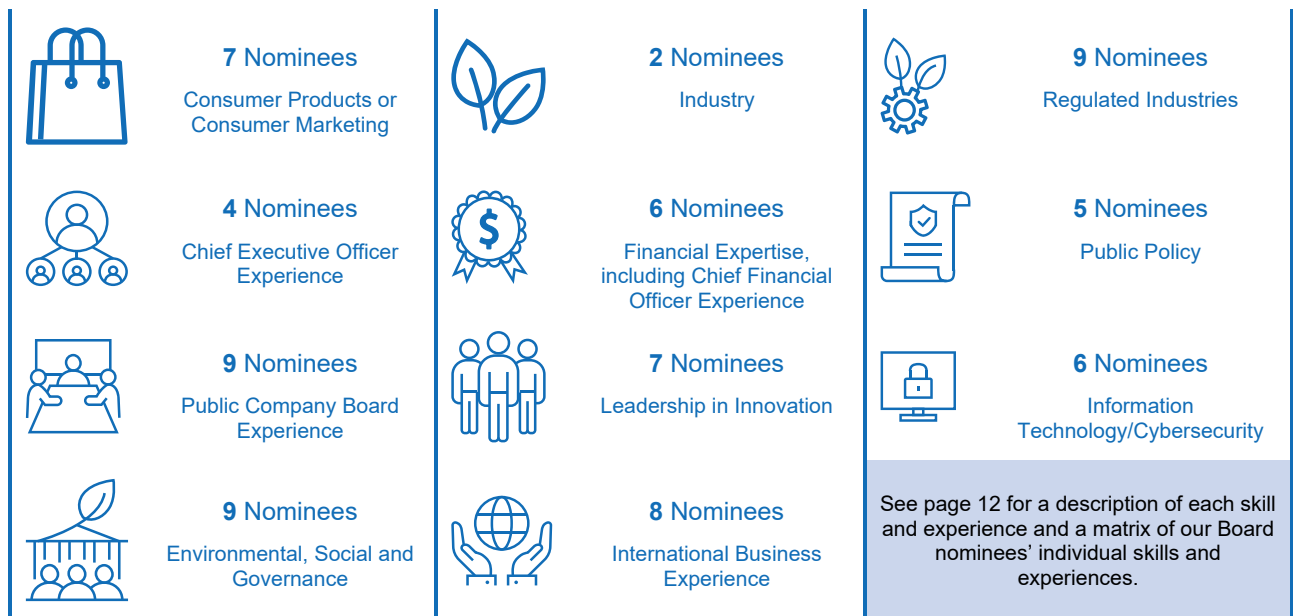 7 Nominees
Consumer Products or
Consumer Marketing
4 Nominees
Chief Executive Officer
Experience
9 Nominees
Public Company Board
Experience
9 Nominees
Environmental, Social and
Governance
2 Nominees
Industry
$
6 Nominees
Financial Expertise,
including Chief Financial
Officer Experience
7 Nominees
Leadership in Innovation
8 Nominees
International Business
Experience
9 Nominees
Regulated Industries
5 Nominees
Public Policy
6 Nominees
Information
Technology/Cybersecurity
See page 12 for a description of each skill
and experience and a matrix of our Board
nominees’ individual skills and
experiences.